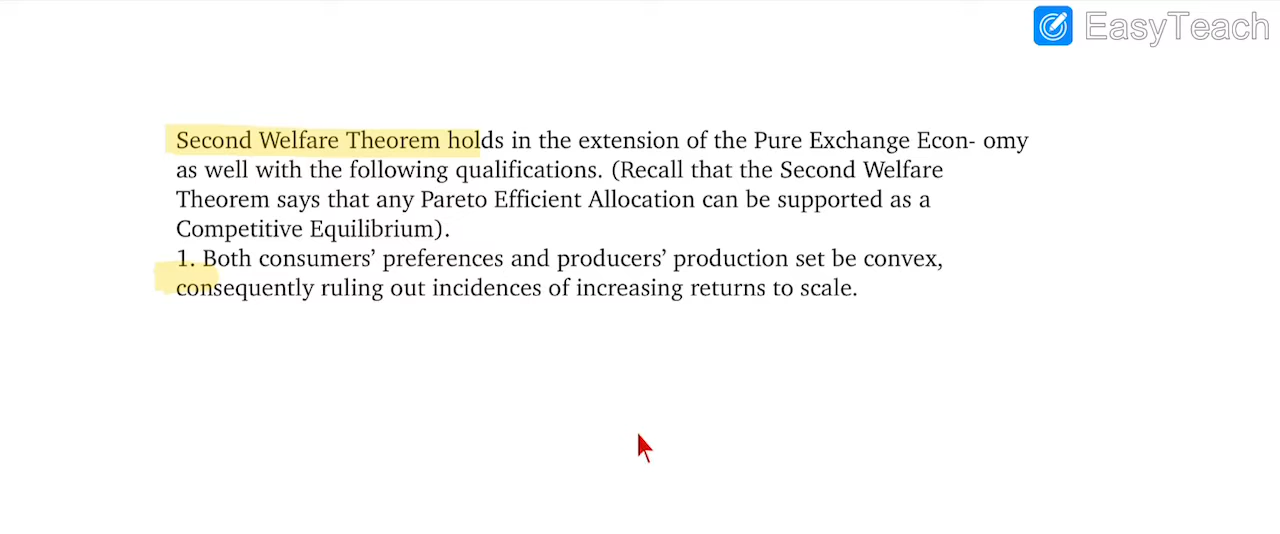 EasyTeach
Second Welfare Theorem holds in the extension of the Pure Exchange Econ- omy
as well with the following qualifications. (Recall that the Second Welfare
Theorem says that any Pareto Efficient Allocation can be supported as a
Competitive Equilibrium).
1. Both consumers’ preferences and producers’ production set be convex,
consequently ruling out incidences of increasing returns to scale.